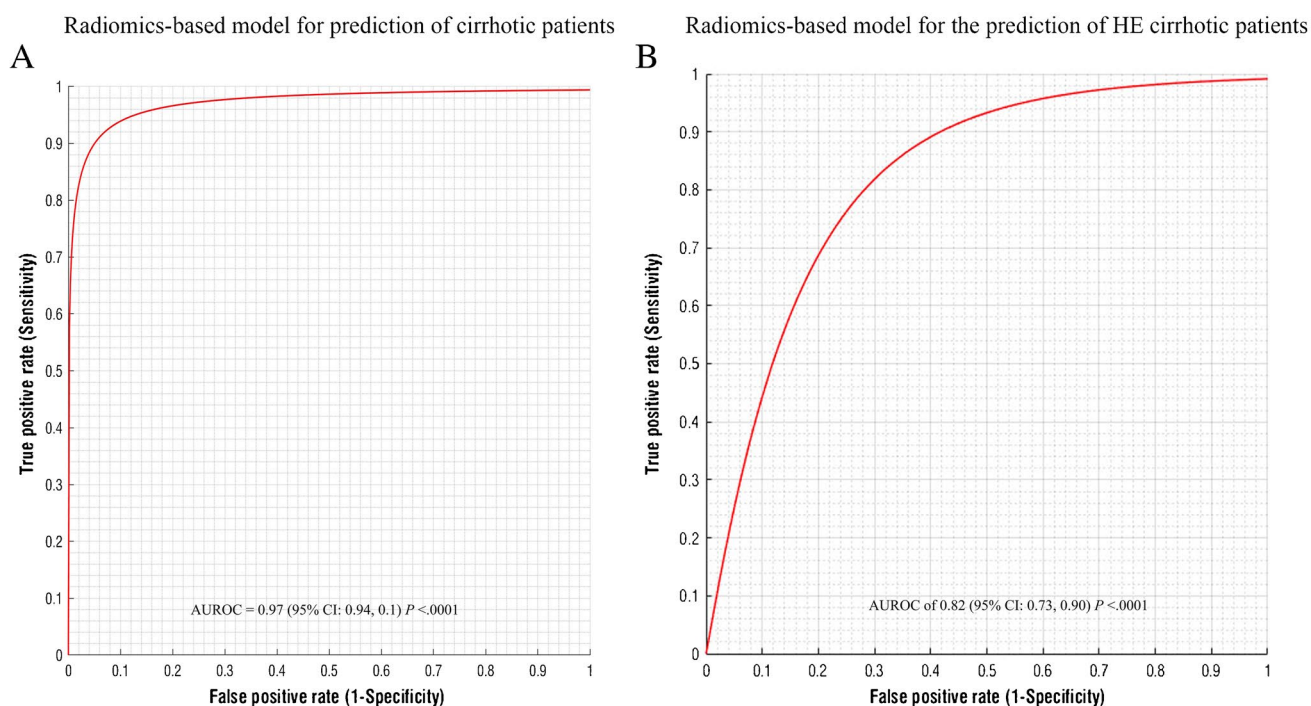 Radiomics-based model for prediction of cirrhotic patients
A
1
0.9
0.8
0.7
0.6
0.5
0.4
0.3
0.2
0.1
0
True positive rate (Sensitivity)
AUROC = 0.97 (95% CI: 0.94, 0.1) P <.0001
0 0.1 0.2 0.3 0.4 0.5 0.6 0.7 0.8 0.9 1
False positive rate (1-Specificity)
Radiomics-based model for the prediction of HE cirrhotic patients
B
1
0.9
0.8
0.7
0.6
0.5
0.4
0.3
0.2
0.1
0
True positive rate (Sensitivity)
AUROC of 0.82 (95% CI: 0.73, 0.90) P <.0001
0 0.1 0.2 0.3 0.4 0.5 0.6 0.7 0.8 0.9 1
False positive rate (1-Specificity)